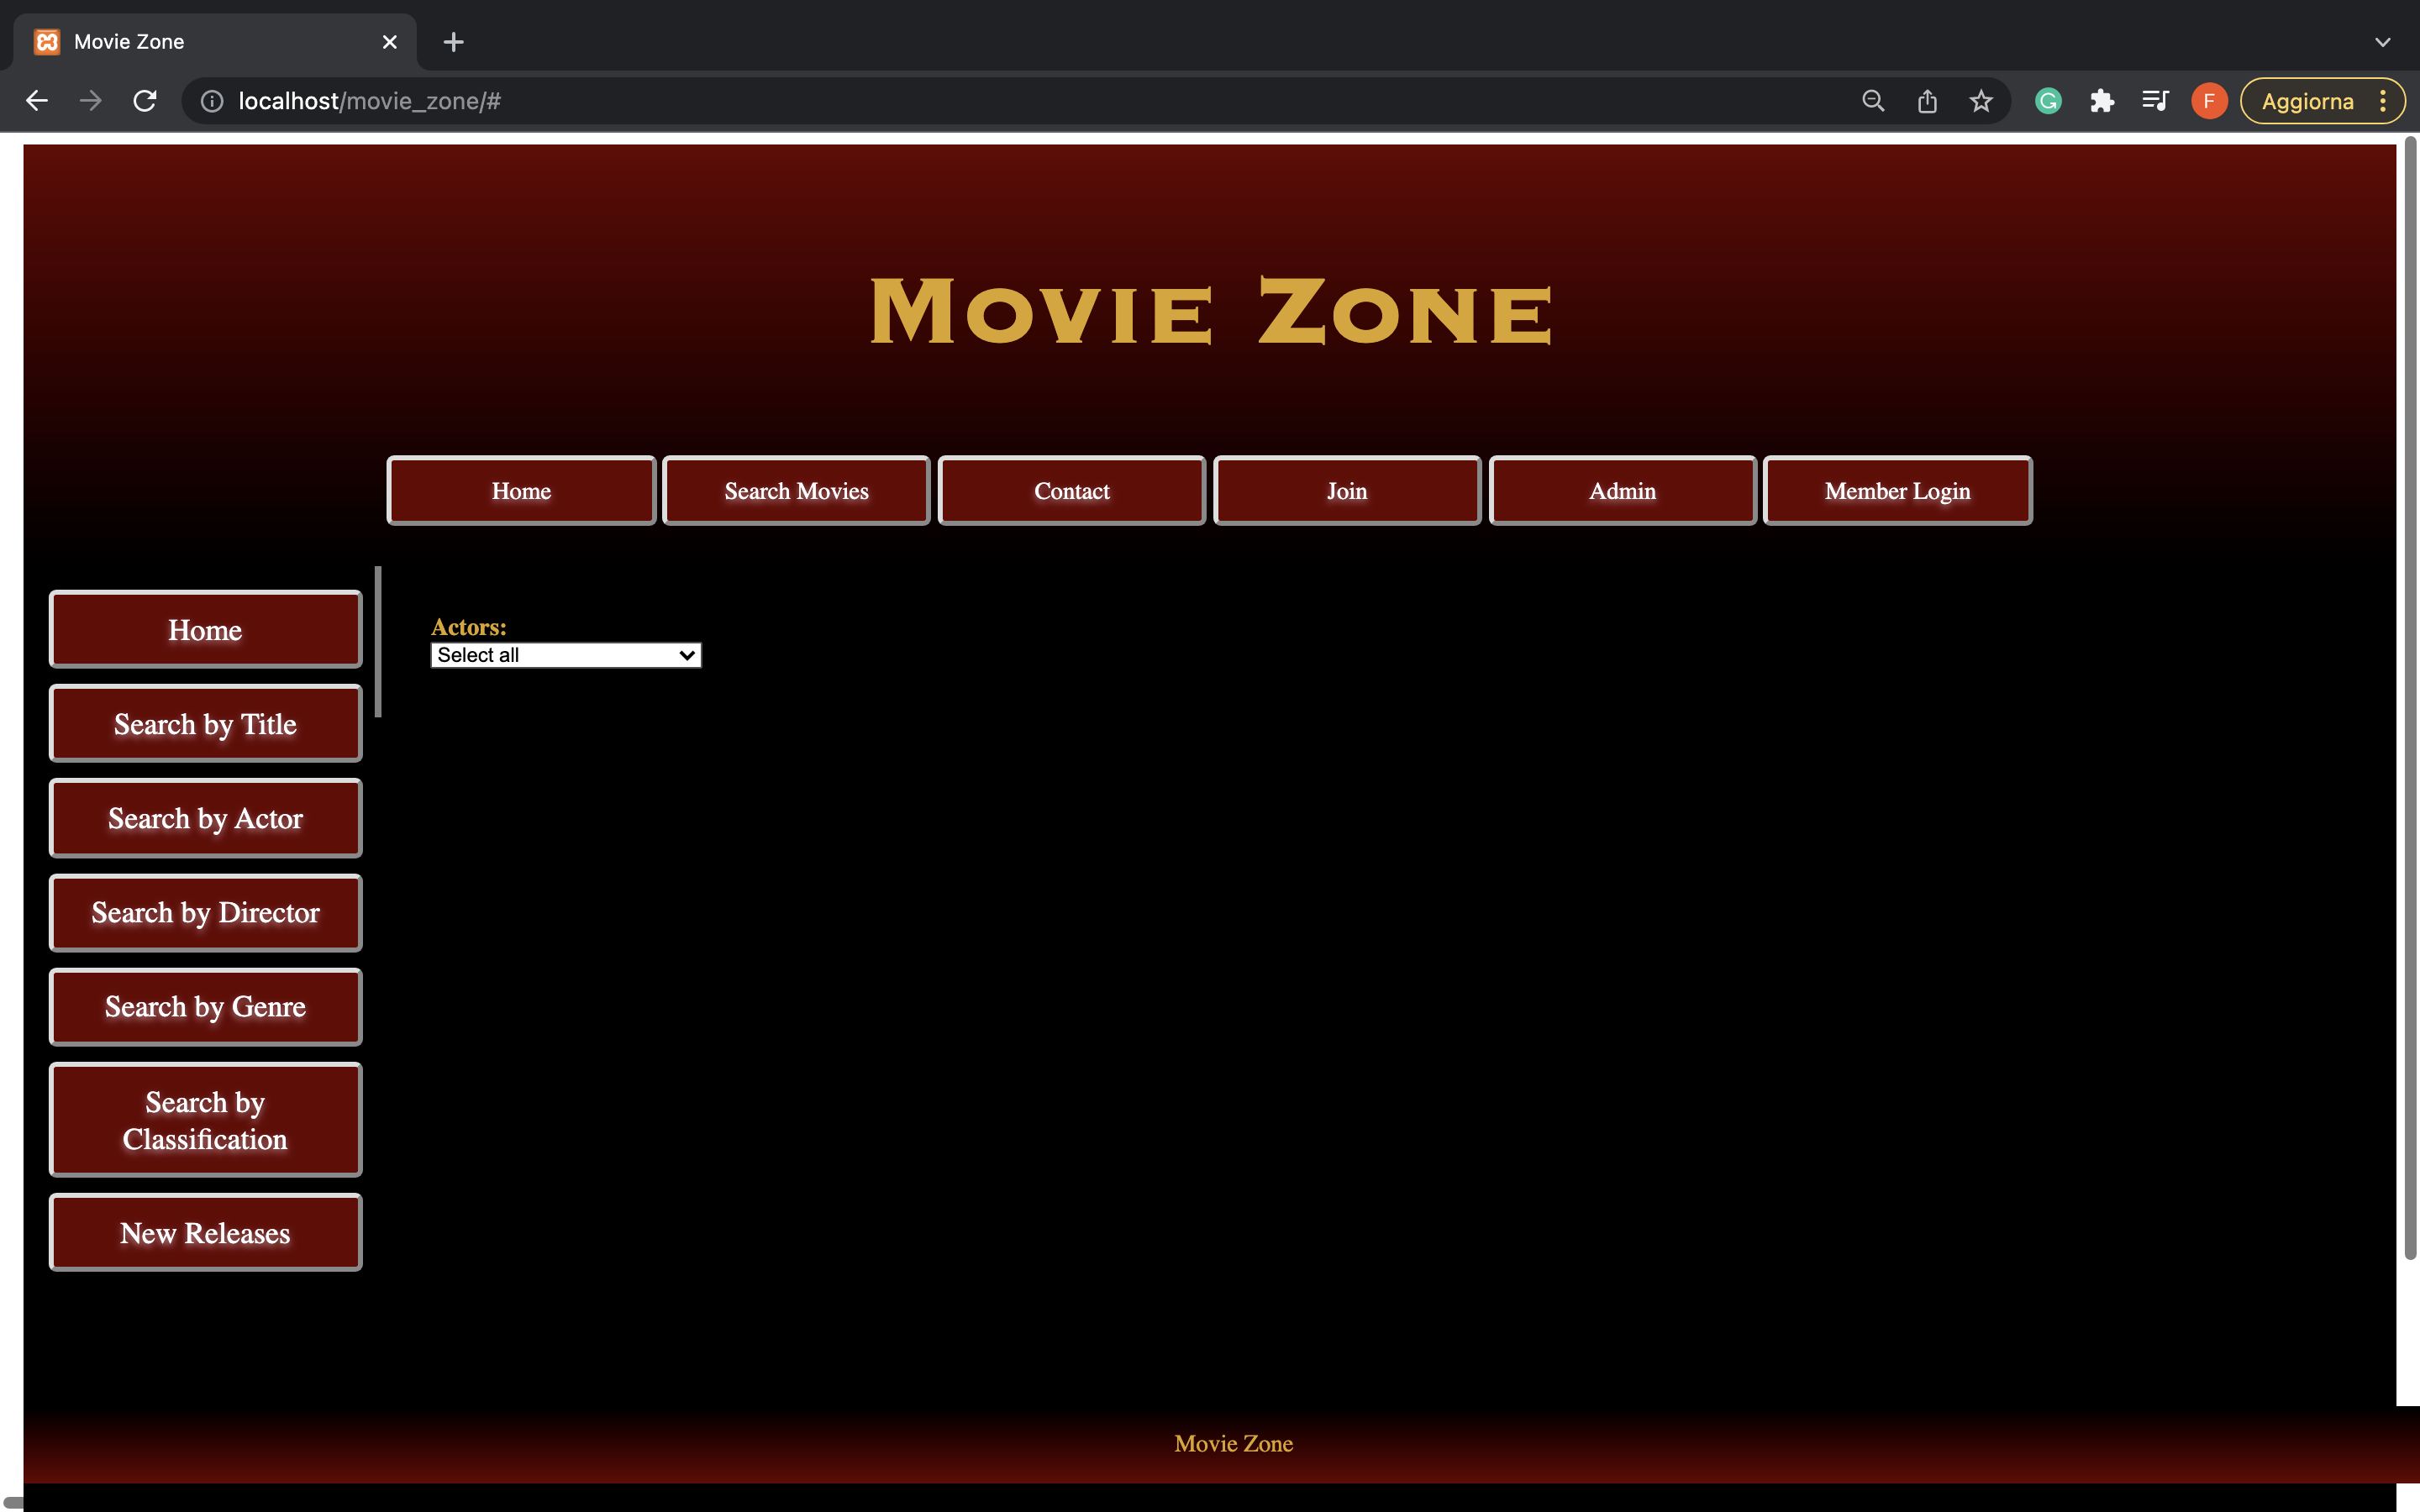 Movie Zone
localhost/movie_zone/#
F
Aggiorna
Movie Zone
Home
Search Movies
Contact
Join
Admin
Member Login
Home
Search by Title
Search by Actor
Search by Director
Search by Genre
Search by
Classification
New Releases
Actors:
Select all
Movie Zone